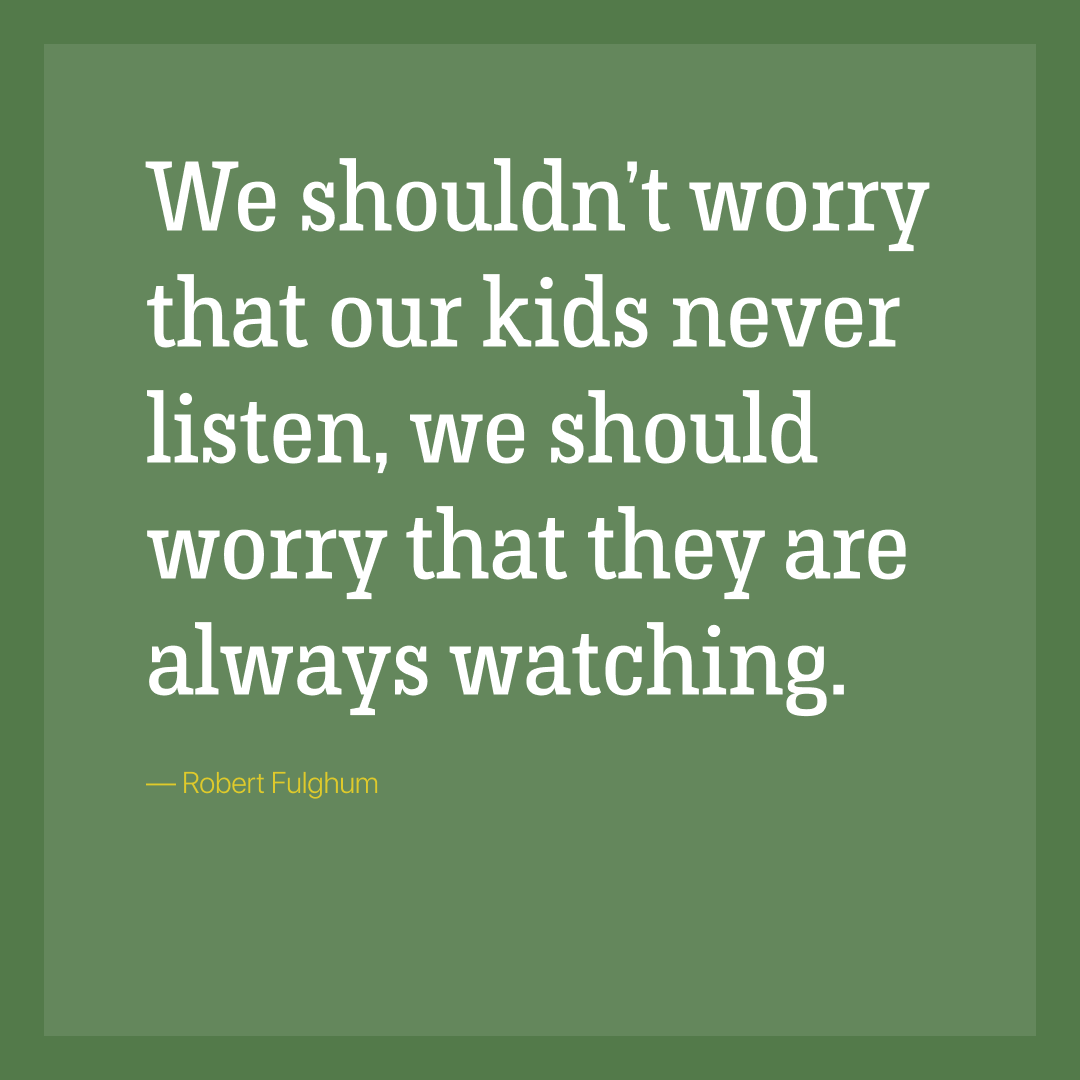 We shouldn’t worry
that our kids never
listen, we should
worry that they are
always watching.
— Robert Fulghum